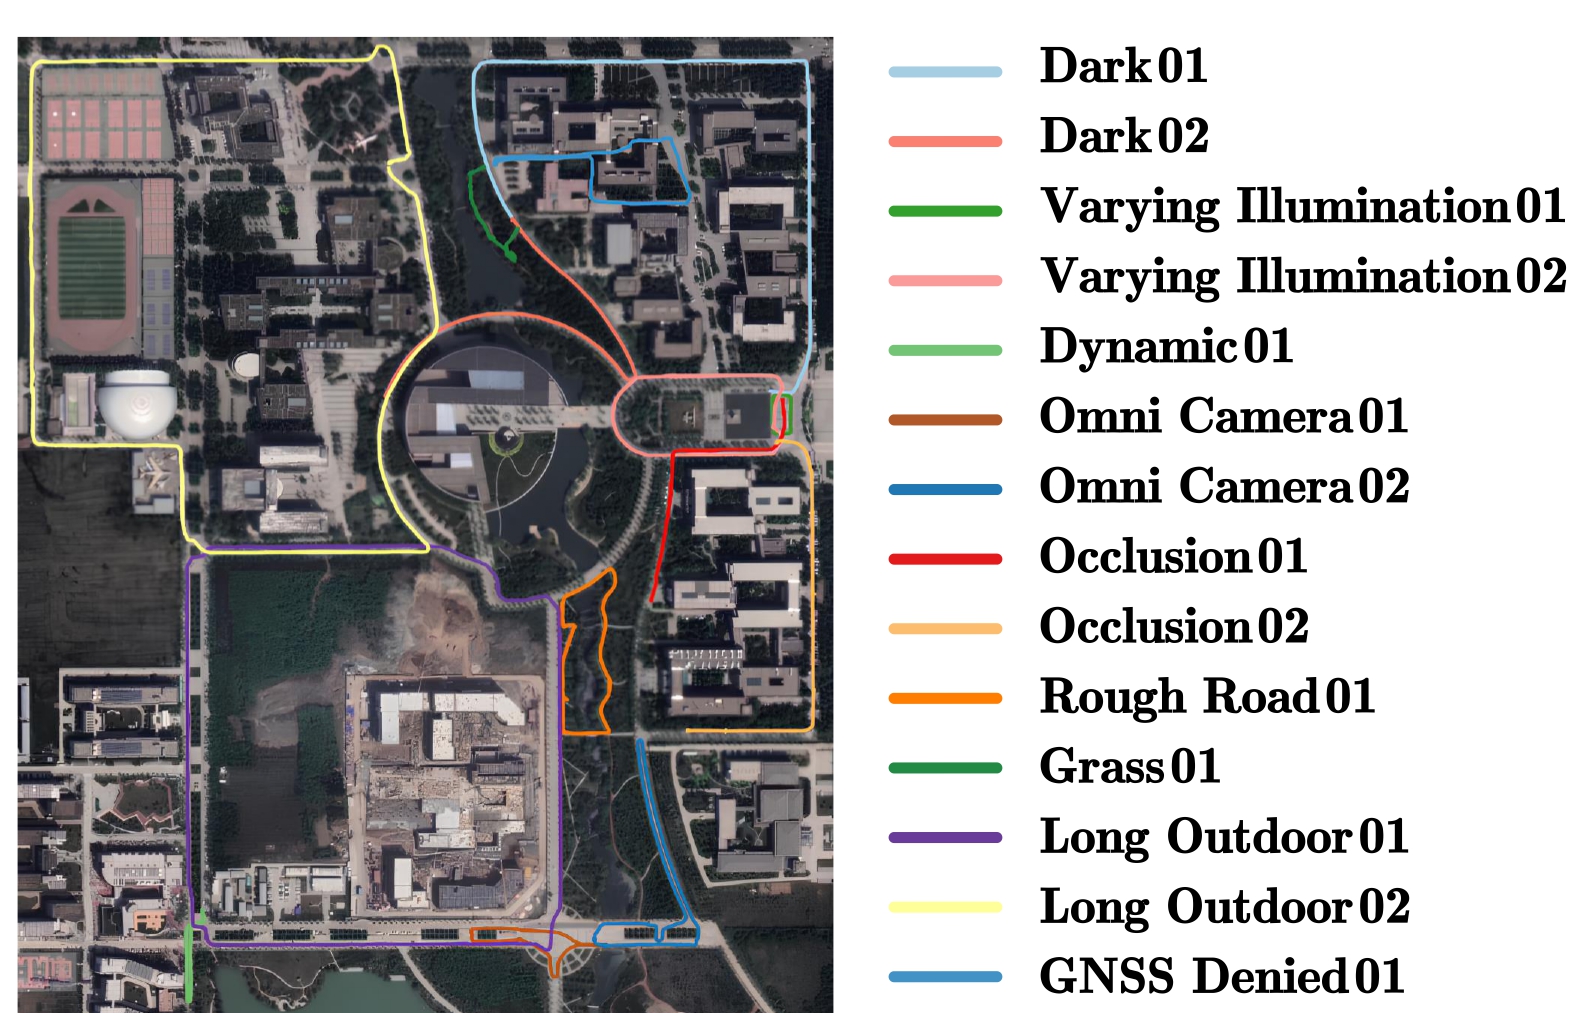 Dark01
Dark02
Varying Illumination01
Varying Illumination02
Dynamic01
Omni Camera01
Omni Camera02
Occlusion01
Occlusion02
Rough Road01
Grass01
Long Outdoor01
Long Outdoor02
GNSS Denied01